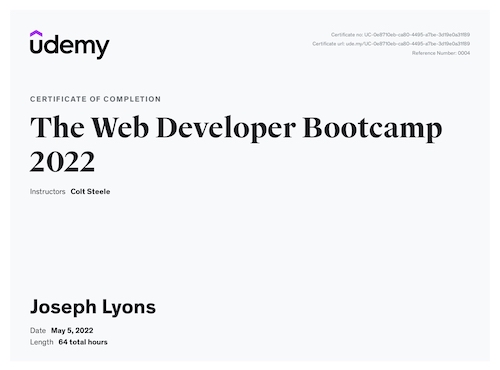 udemy
Certificate no: UC-0e8710eb-ca80-4495-a7be-3d19e0a31f89
Certificate url: ude.my/UC-0e8710eb-ca80-4495-a7be-3d19e0a31f89
Reference Number: 0004
CERTIFICATE OF COMPLETION
The Web Developer Bootcamp
2022
Instructors Colt Steele
Joseph Lyons
Date May 5, 2022
Length 64 total hours